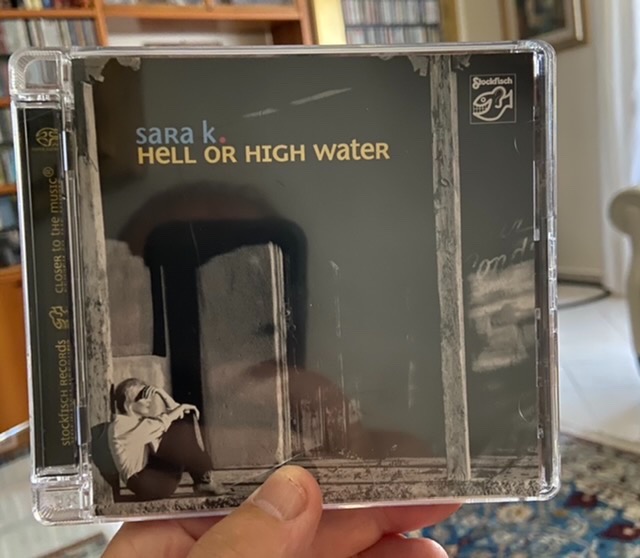 Stockfisch
sara k.
HELL OR HIGH WATER
stockfisch RECORDS
CLOSER TO THE MUSIC®